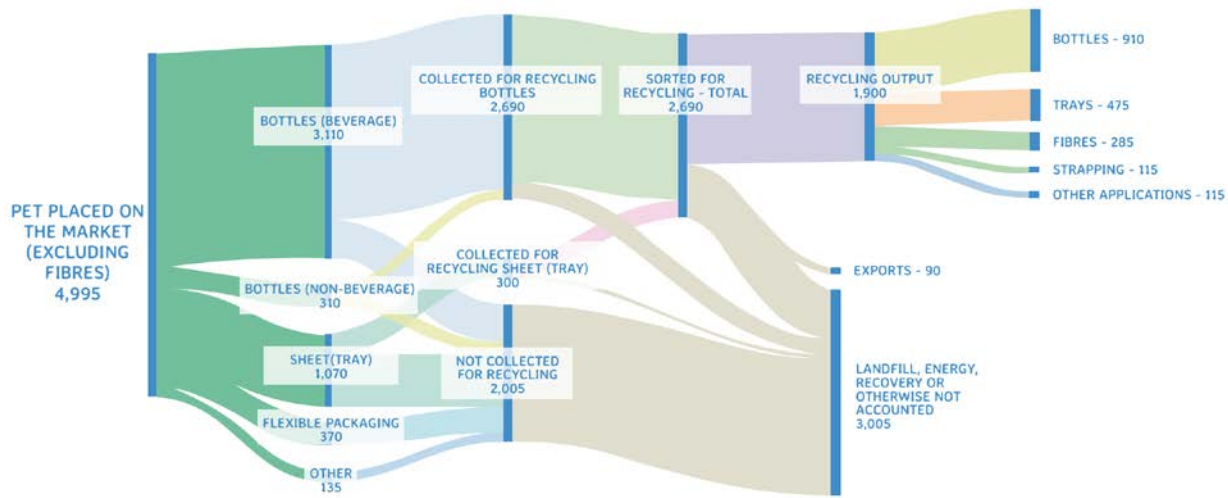 PET PLACED ON
THE MARKET
(EXCLUDING
FIBRES)
4,995
BOTTLES (BEVERAGE)
3,110
BOTTLES (NON-BEVERAGE)
310
SHEET(TRAY)
1,070
FLEXIBLE PACKAGING
370
OTHER
135
COLLECTED FOR RECYCLING
BOTTLES
2,690
COLLECTED FOR
RECYCLING SHEET (TRAY)
300
NOT COLLECTED
FOR RECYCLING
2,005
SORTED FOR
RECYCLING - TOTAL
2,690
RECYCLING OUTPUT
1,900
BOTTLES - 910
TRAYS - 475
FIBRES - 285
STRAPPING - 115
OTHER APPLICATIONS - 115
EXPORTS - 90
LANDFILL, ENERGY,
RECOVERY OR
OTHERWISE NOT
ACCOUNTED
3,005